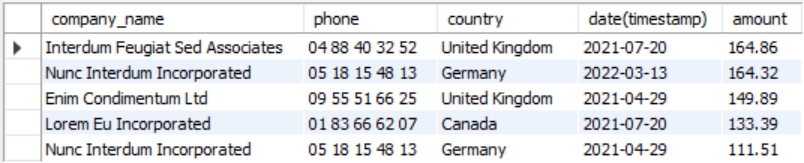 company_name phone country date(timestamp) amount
Interdum Feugiat Sed Associates 04 88 40 32 52 United Kingdom 2021-07-20 164.86
Nunc Interdum Incorporated 05 18 15 48 13 Germany 2022-03-13 164.32
Enim Condimentum Ltd 09 55 51 66 25 United Kingdom 2021-04-29 149.89
Lorem Eu Incorporated 01 83 66 62 07 Canada 2021-07-20 133.39
Nunc Interdum Incorporated 05 18 15 48 13 Germany 2021-04-29 111.51